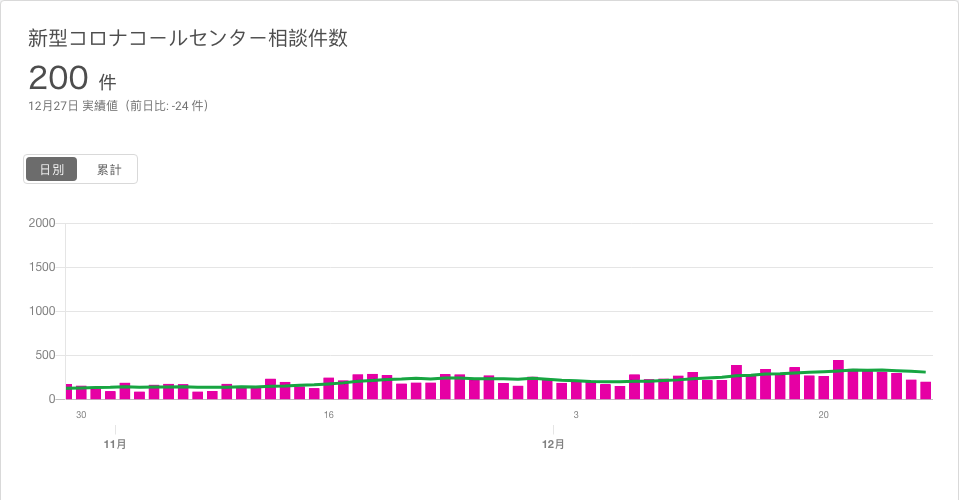 新型コロナコールセンター相談件数
200 件
12月27日 実績値（前日比: -24 件）
日別 累計
2000
1500
1000
500
0
30 16 3 20
11月 12月